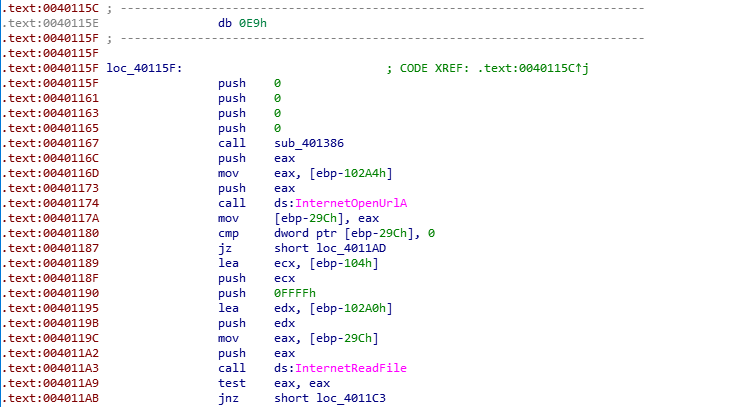 .text:0040115C ; ---------------------------------------------------------------------------
.text:0040115E                 db 0E9h
.text:0040115F ; ---------------------------------------------------------------------------
.text:0040115F
.text:0040115F loc_40115F:                             ; CODE XREF: .text:0040115C↑j
.text:0040115F                 push    0
.text:00401161                 push    0
.text:00401163                 push    0
.text:00401165                 push    0
.text:00401167                 call    sub_401386
.text:0040116C                 push    eax
.text:0040116D                 mov     eax, [ebp-102A4h]
.text:00401173                 push    eax
.text:00401174                 call    ds:InternetOpenUrlA
.text:0040117A                 mov     [ebp-29Ch], eax
.text:00401180                 cmp     dword ptr [ebp-29Ch], 0
.text:00401187                 jz      short loc_4011AD
.text:00401189                 lea     ecx, [ebp-104h]
.text:0040118F                 push    ecx
.text:00401190                 push    0FFFFh
.text:00401195                 lea     edx, [ebp-102A0h]
.text:0040119B                 push    edx
.text:0040119C                 mov     eax, [ebp-29Ch]
.text:004011A2                 push    eax
.text:004011A3                 call    ds:InternetReadFile
.text:004011A9                 test    eax, eax
.text:004011AB                 jnz     short loc_4011C3